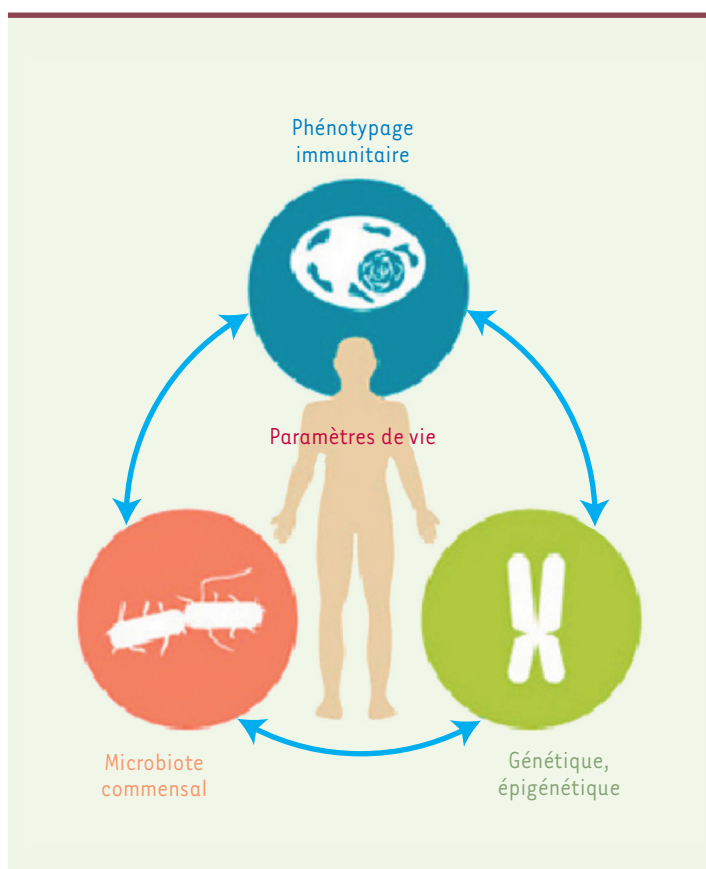 Phénotypage
immunitaire
Paramètres de vie
Microbiote
commensal
Génétique,
épigénétique